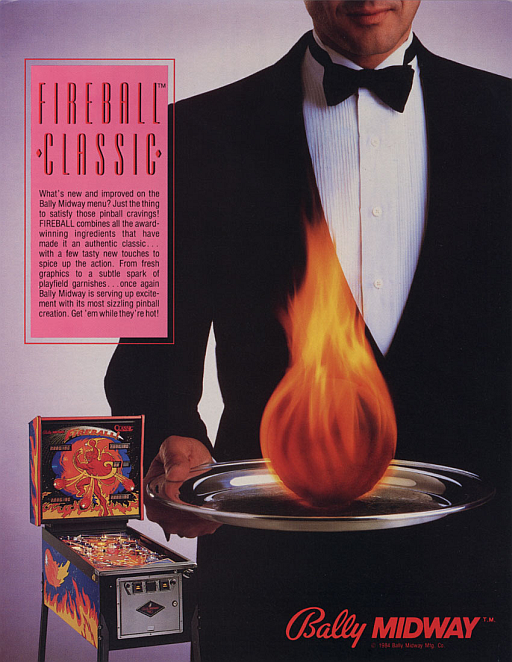 FIREBALL™
CLASSIC
What's new and improved on the
Bally Midway menu? Just the thing
to satisfy those pinball cravings!
FIREBALL combines all the award-
winning ingredients that have
made it an authentic classic...
with a few tasty new touches to
spice up the action. From fresh
graphics to a subtle spark of
playfield garnishes...once again
Bally Midway is serving up excite-
ment with its most sizzling pinball
creation. Get 'em while they're hot!
CLASSIC
FIREBALL
Bally MIDWAY T.M.
© 1984 Bally Midway Mfg. Co.